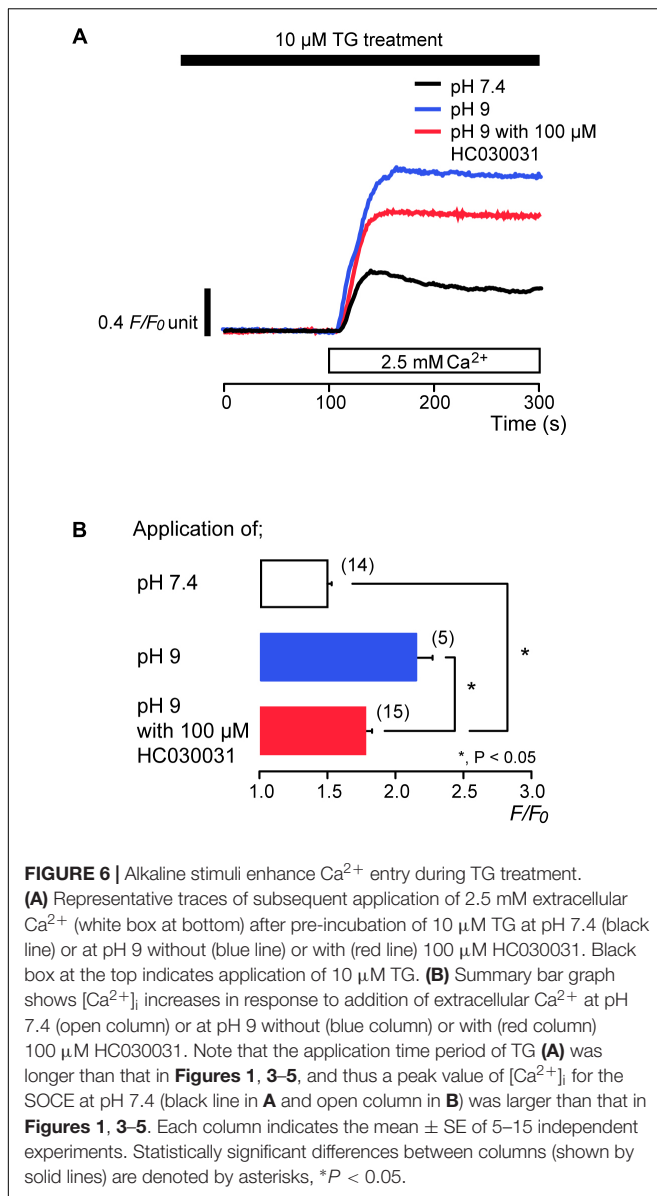 A
10 µM TG treatment
pH 7.4
pH 9
pH 9 with 100 µM
HC030031
0.4 F/F0 unit
2.5 mM Ca2+
0 100 200 300
Time (s)
B Application of;
pH 7.4
(14)
pH 9
(5)
*
*
pH 9
with 100 µM
HC030031
(15)
*, P < 0.05
1.0 1.5 2.0 2.5 3.0
F/F0
FIGURE 6 | Alkaline stimuli enhance Ca2+ entry during TG treatment.
(A) Representative traces of subsequent application of 2.5 mM extracellular
Ca2+ (white box at bottom) after pre-incubation of 10 µM TG at pH 7.4 (black
line) or at pH 9 without (blue line) or with (red line) 100 µM HC030031. Black
box at the top indicates application of 10 µM TG. (B) Summary bar graph
shows [Ca2+]i increases in response to addition of extracellular Ca2+ at pH
7.4 (open column) or at pH 9 without (blue column) or with (red column)
100 µM HC030031. Note that the application time period of TG (A) was
longer than that in Figures 1, 3–5, and thus a peak value of [Ca2+]i for the
SOCE at pH 7.4 (black line in A and open column in B) was larger than that in
Figures 1, 3–5. Each column indicates the mean ± SE of 5–15 independent
experiments. Statistically significant differences between columns (shown by
solid lines) are denoted by asterisks, *P < 0.05.